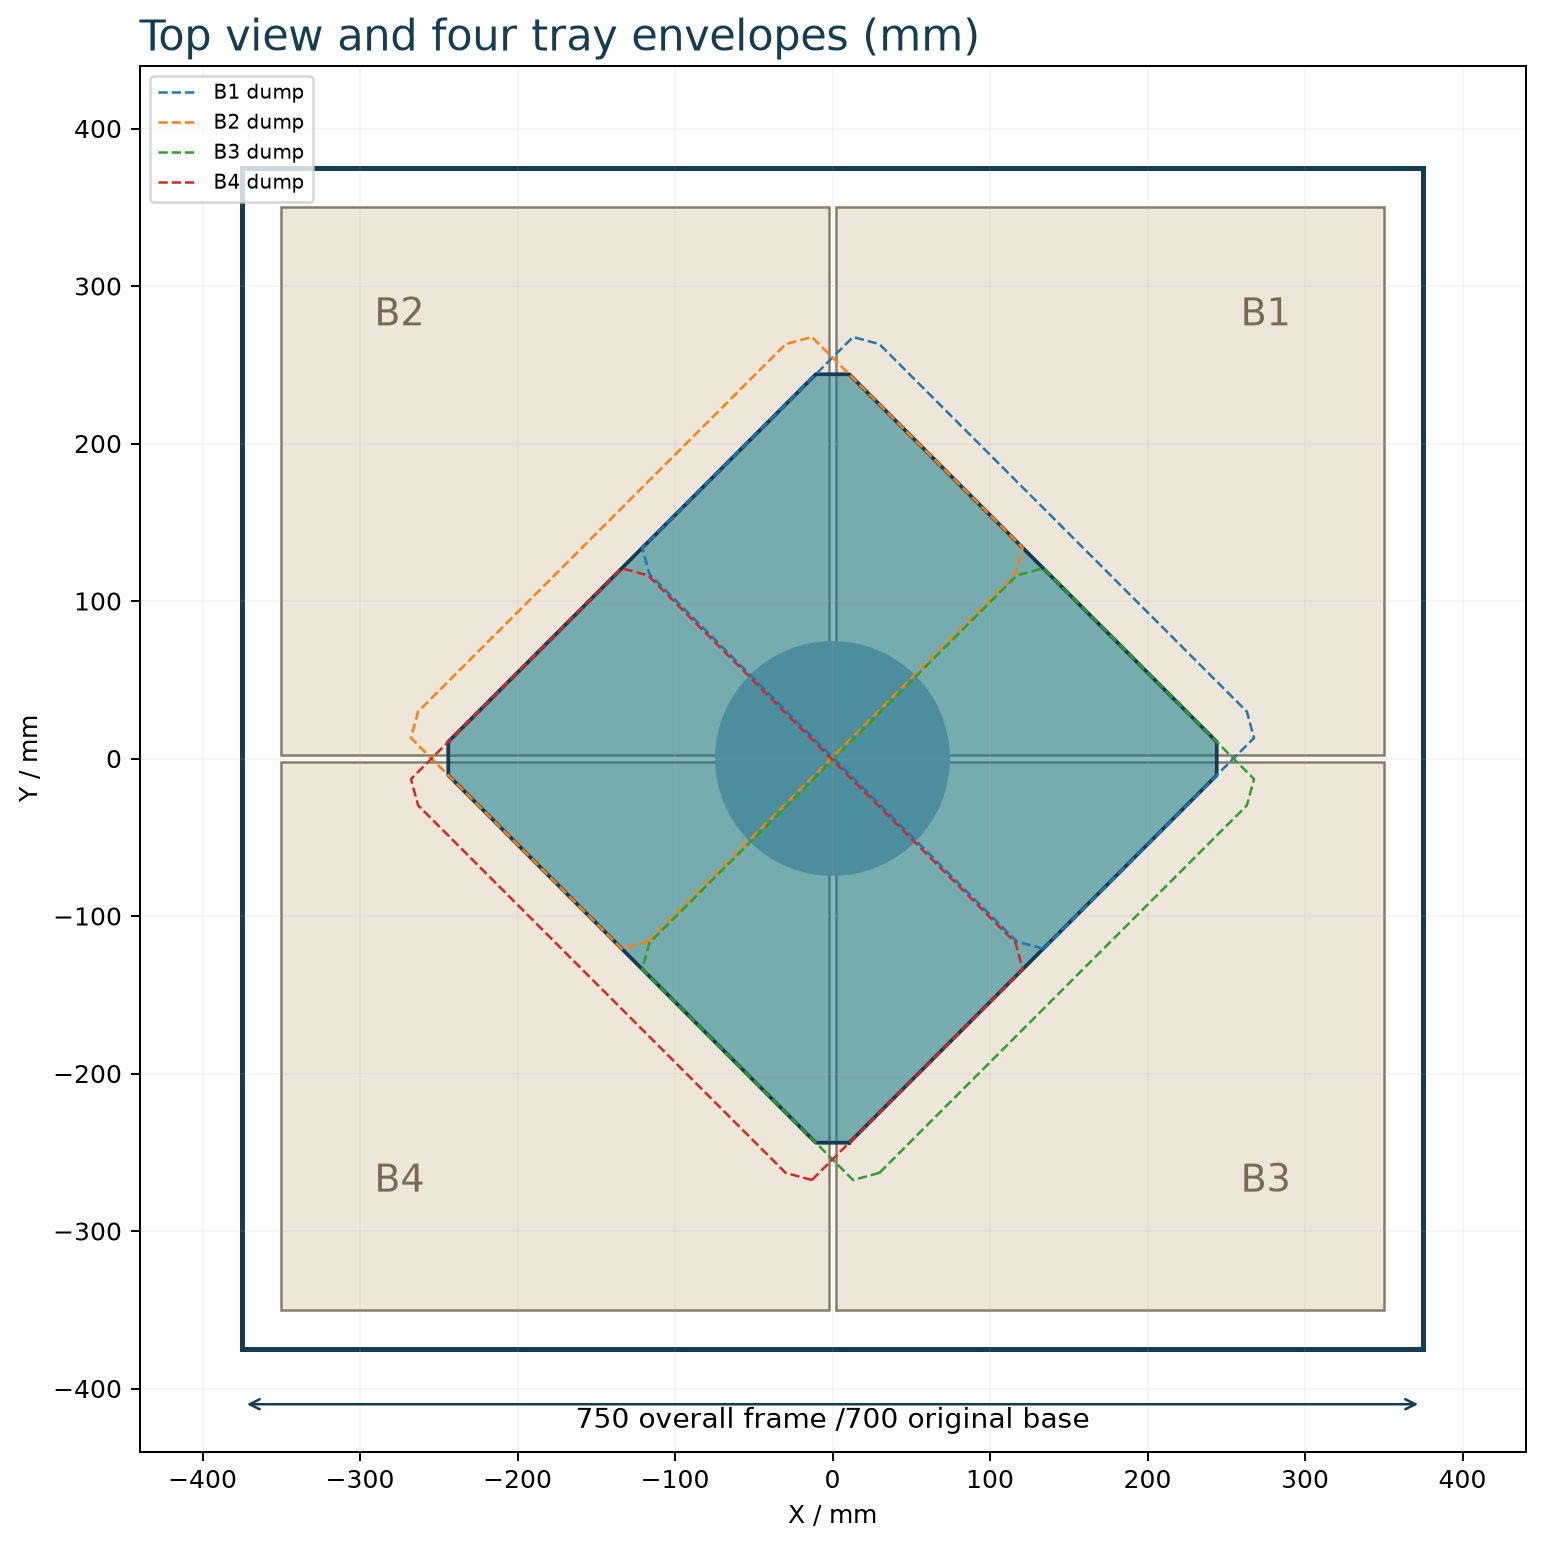 Top view and four tray envelopes (mm)
B1 dump
B2 dump
B3 dump
B4 dump
400
300
200
100
0
−100
−200
−300
−400
Y / mm
B2
B1
B4
B3
750 overall frame /700 original base
−400
−300
−200
−100
0
100
200
300
400
X / mm